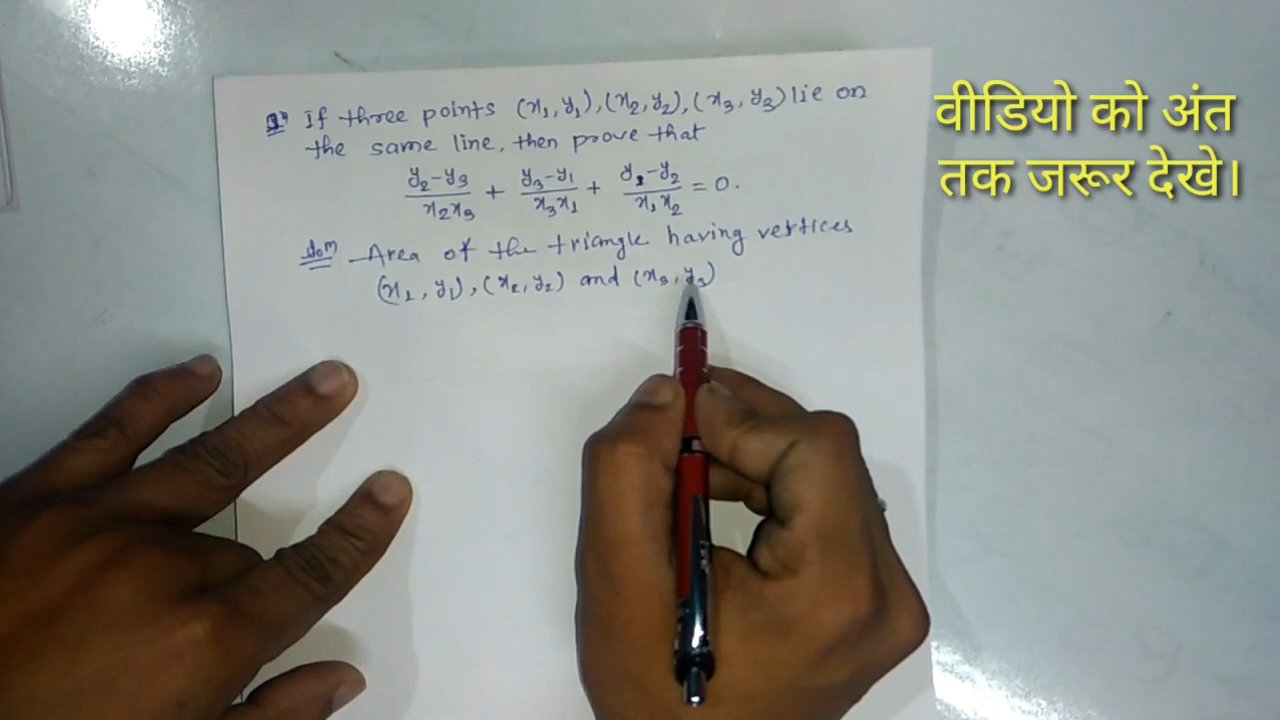 Qn If three points (x₁, y₁), (x₂, y₂), (x₃, y₃) lie on
the same line, then prove that
(y₂-y₃)/(x₂x₃) + (y₃-y₁)/(x₃x₁) + (y₁-y₂)/(x₁x₂) = 0.
Soln Area of the triangle having vertices
(x₁, y₁), (x₂, y₂) and (x₃, y₃)
वीडियो को अंत
तक जरूर देखे।